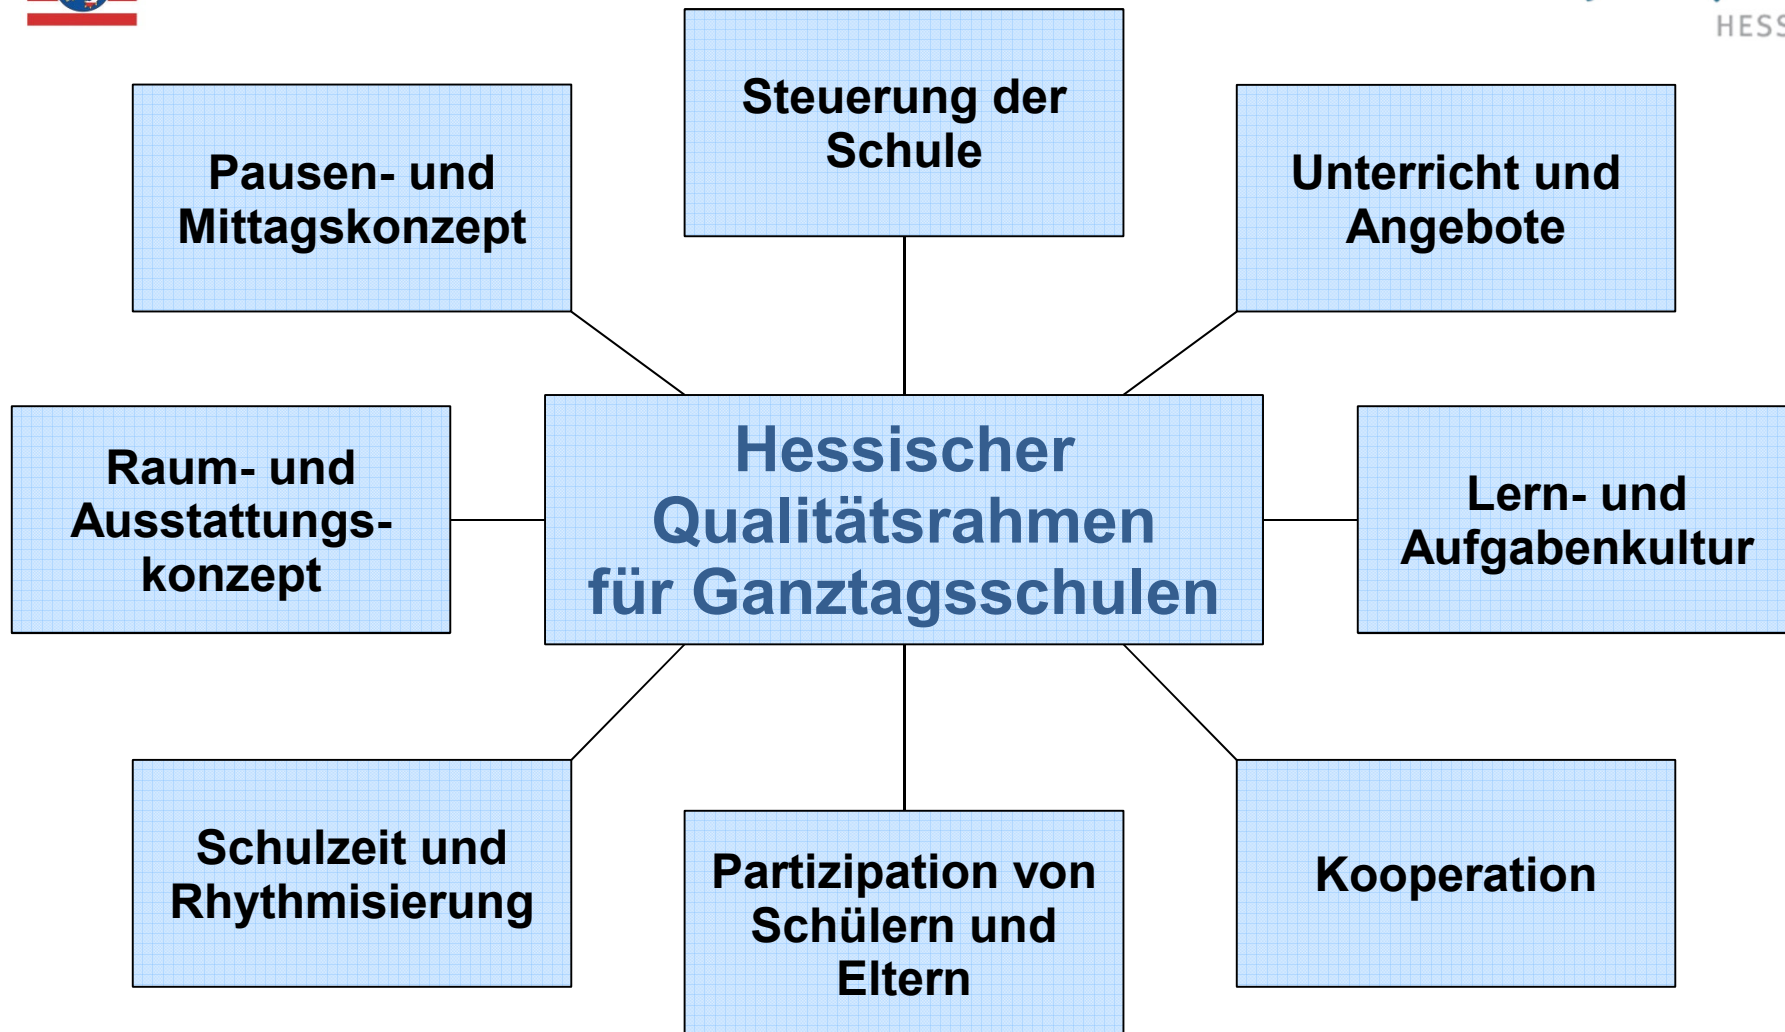 HESS
Steuerung der
Schule
Pausen- und
Mittagskonzept
Unterricht und
Angebote
Hessischer
Qualitätsrahmen
für Ganztagsschulen
Raum- und
Ausstattungs-
konzept
Lern- und
Aufgabenkultur
Schulzeit und
Rhythmisierung
Partizipation von
Schülern und
Eltern
Kooperation